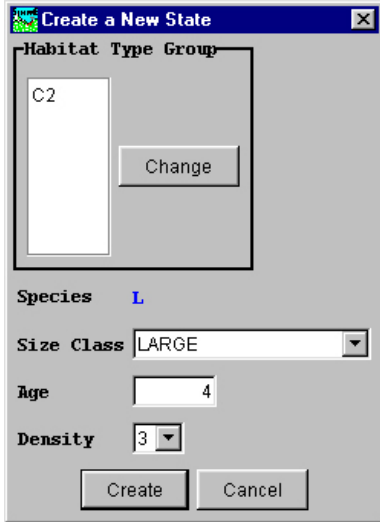 Create a New State
Habitat Type Group
C2
Change
Species L
Size Class LARGE
Age 4
Density 3
Create Cancel